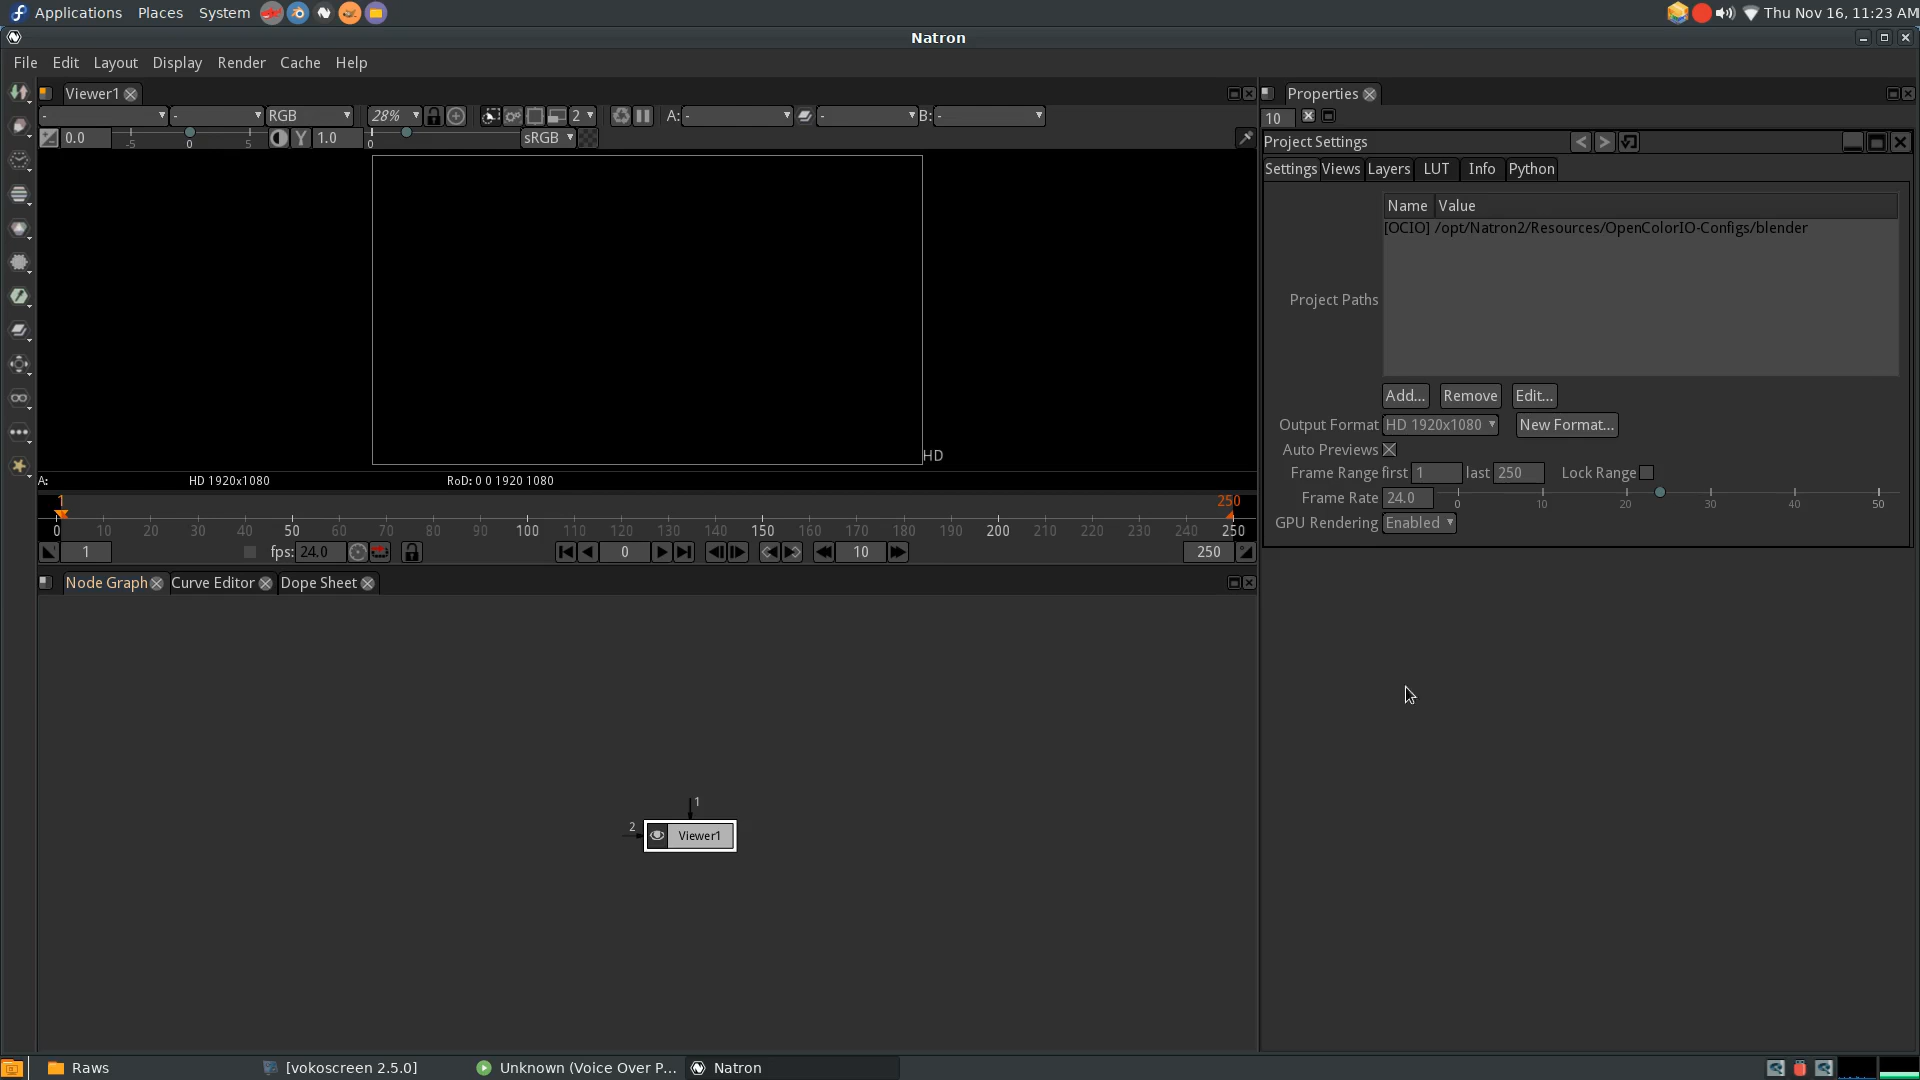 Applications Places System Thu Nov 16, 11:23 AM
Natron
File Edit Layout Display Render Cache Help
Viewer1 Properties
- - RGB 28% 2 A: - - B: - 10
0.0 -5 0 5 Y 1.0 0 sRGB
Project Settings
Settings Views Layers LUT Info Python
Name Value
[OCIO] /opt/Natron2/Resources/OpenColorIO-Configs/blender
Project Paths
Add... Remove Edit...
Output Format HD 1920x1080 New Format...
Auto Previews
Frame Range first 1 last 250 Lock Range
Frame Rate 24.0 0 10 20 30 40 50
GPU Rendering Enabled
HD
A: HD 1920x1080 RoD: 0 0 1920 1080
1 250
0 10 20 30 40 50 60 70 80 90 100 110 120 130 140 150 160 170 180 190 200 210 220 230 240 250
1 fps: 24.0 0 10 250
Node Graph Curve Editor Dope Sheet
1
2 Viewer1
Raws [vokoscreen 2.5.0] Unknown (Voice Over P... Natron